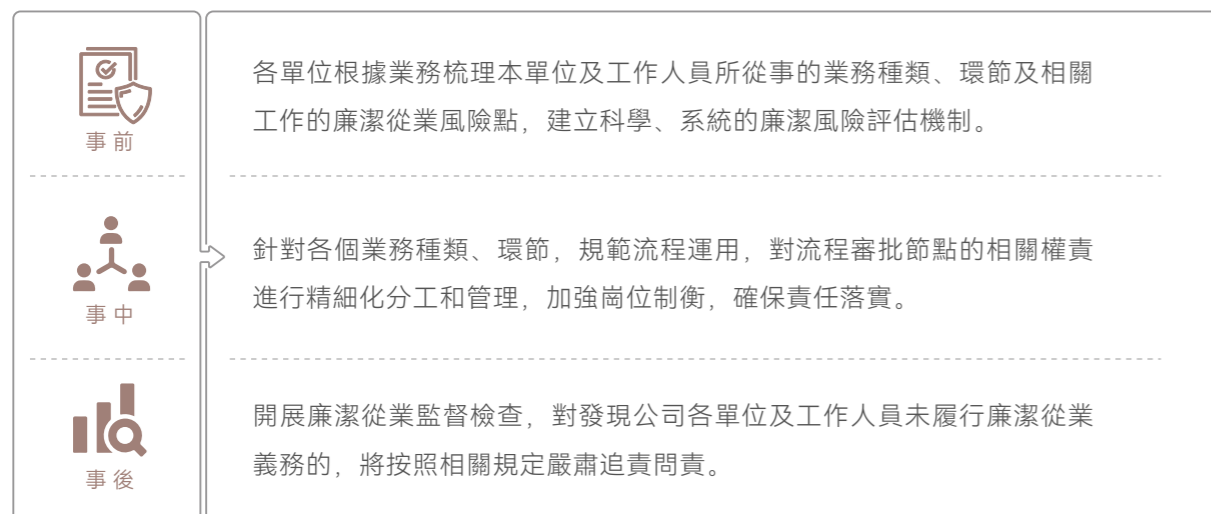 事前
各單位根據業務梳理本單位及工作人員所從事的業務種類、環節及相關
工作的廉潔從業風險點，建立科學、系統的廉潔風險評估機制。
事中
針對各個業務種類、環節，規範流程運用，對流程審批節點的相關權責
進行精細化分工和管理，加強崗位制衡，確保責任落實。
事後
開展廉潔從業監督檢查，對發現公司各單位及工作人員未履行廉潔從業
義務的，將按照相關規定嚴肅追責問責。